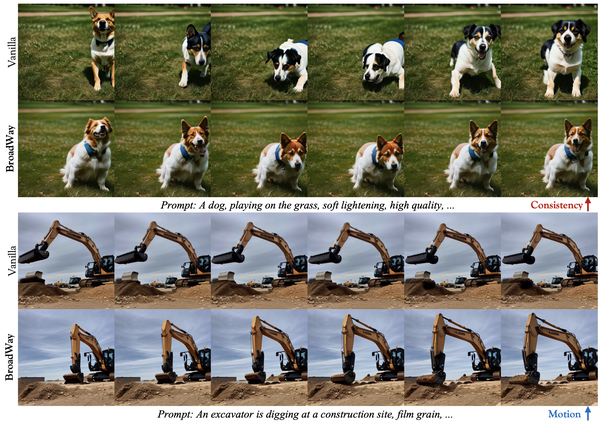 Vanilla
BroadWay
Prompt: A dog, playing on the grass, soft lightening, high quality, ...
Consistency
Vanilla
BroadWay
Prompt: An excavator is digging at a construction site, film grain, ...
Motion